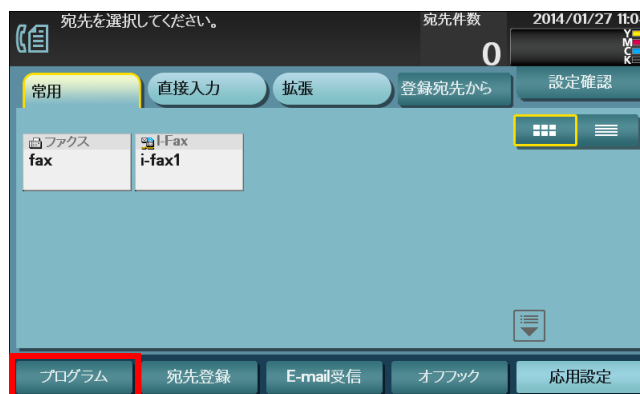 宛先を選択してください。 宛先件数 2014/01/27 11:0
0
Y
M
C
K
常用 直接入力 拡張 登録宛先から 設定確認
ファクス I-Fax
fax i-fax1
プログラム 宛先登録 E-mail受信 オフフック 応用設定